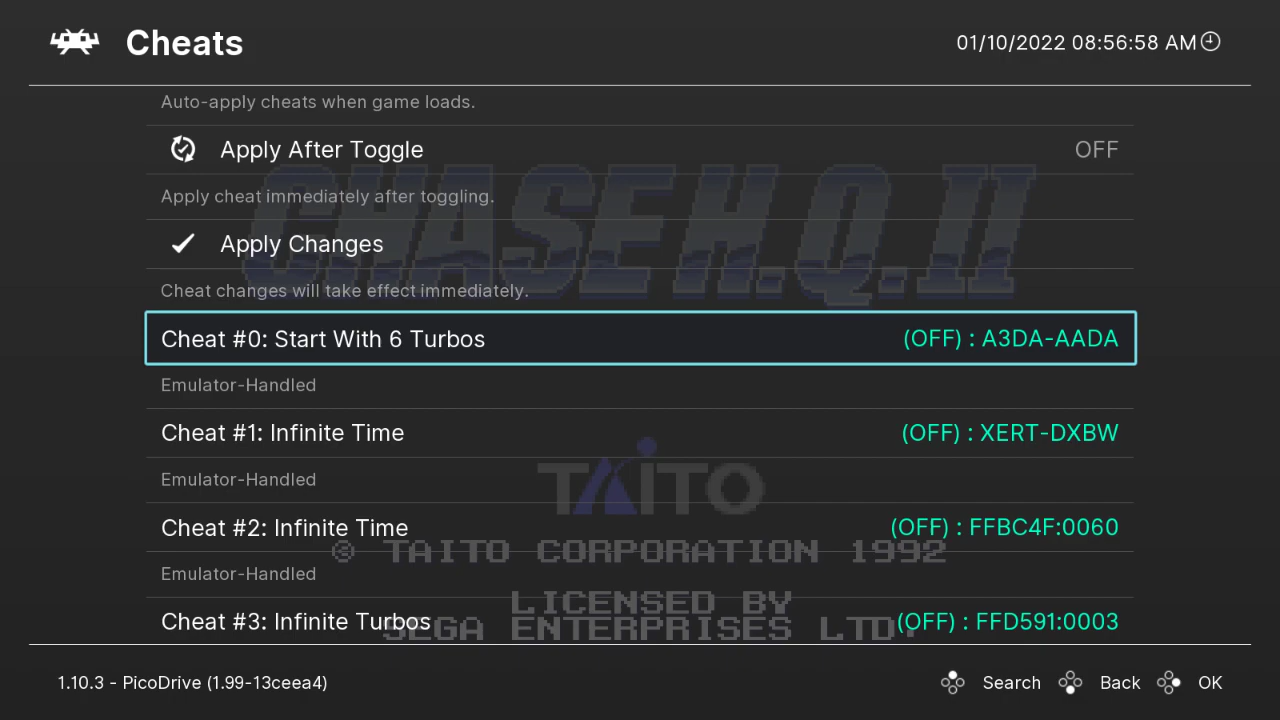 Cheats
01/10/2022 08:56:58 AM
Auto-apply cheats when game loads.
Apply After Toggle OFF
Apply cheat immediately after toggling.
CHASE H.Q. II
Apply Changes
Cheat changes will take effect immediately.
Cheat #0: Start With 6 Turbos (OFF) : A3DA-AADA
Emulator-Handled
Cheat #1: Infinite Time (OFF) : XERT-DXBW
Emulator-Handled
TAITO
Cheat #2: Infinite Time (OFF) : FFBC4F:0060
© TAITO CORPORATION 1992
Emulator-Handled
LICENSED BY
Cheat #3: Infinite Turbos (OFF) : FFD591:0003
SEGA ENTERPRISES LTD.
1.10.3 - PicoDrive (1.99-13ceea4)
Search Back OK